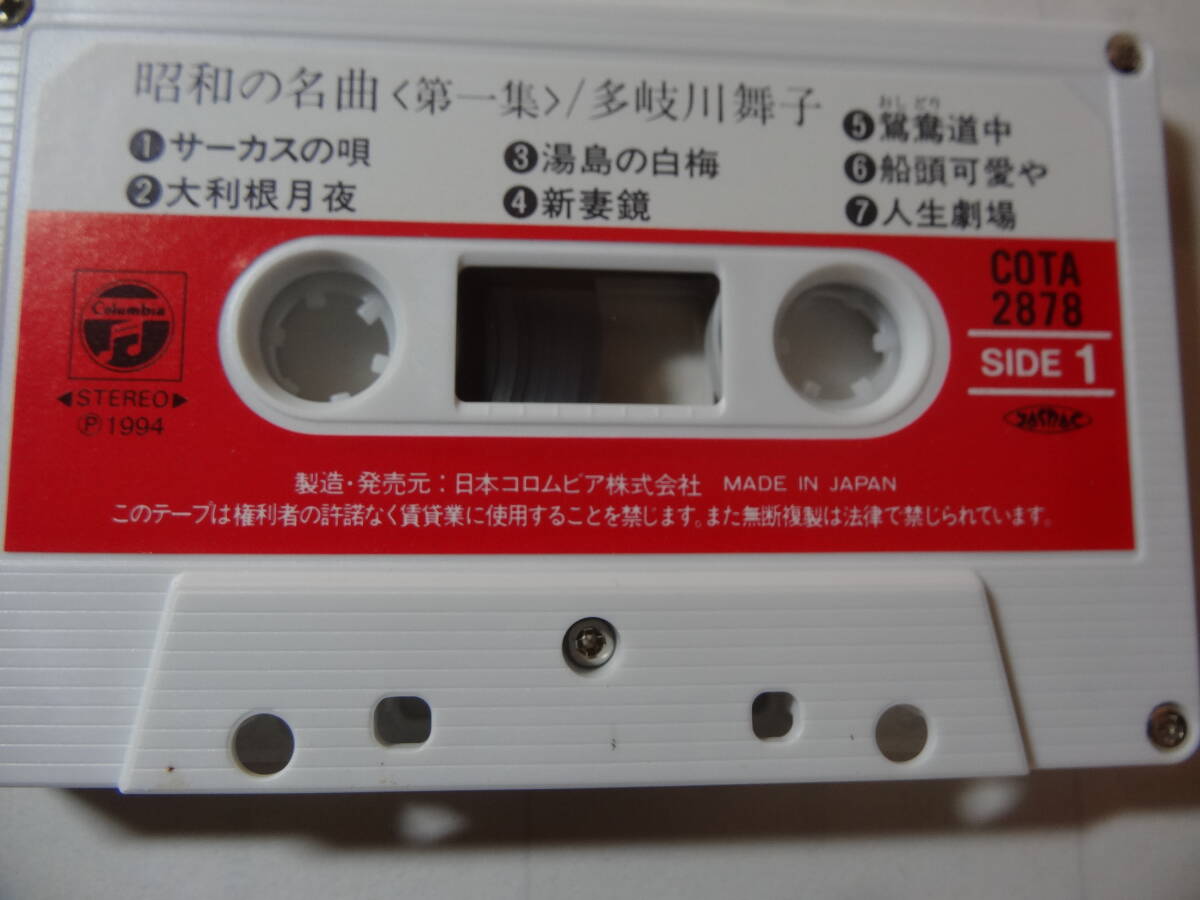 昭和の名曲〈第一集〉/多岐川舞子
❶サーカスの唄
❷大利根月夜
❸湯島の白梅
❹新妻鏡
おしどり
❺鴛鴦道中
❻船頭可愛や
❼人生劇場
Columbia
◀STEREO▶
Ⓟ1994
COTA
2878
SIDE 1
製造・発売元:日本コロムビア株式会社 MADE IN JAPAN
このテープは権利者の許諾なく賃貸業に使用することを禁じます。また無断複製は法律で禁じられています。